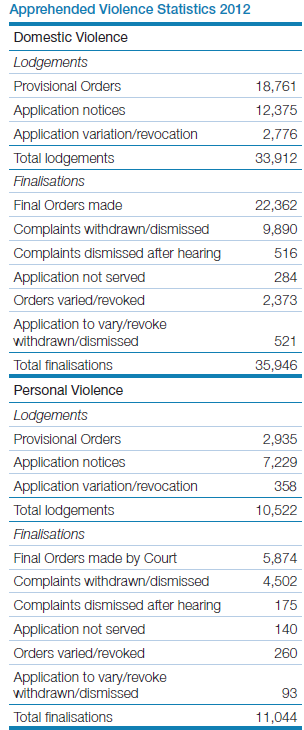 Apprehended Violence Statistics 2012
Domestic Violence
Lodgements
Provisional Orders 18,761
Application notices 12,375
Application variation/revocation 2,776
Total lodgements 33,912
Finalisations
Final Orders made 22,362
Complaints withdrawn/dismissed 9,890
Complaints dismissed after hearing 516
Application not served 284
Orders varied/revoked 2,373
Application to vary/revoke
withdrawn/dismissed 521
Total finalisations 35,946
Personal Violence
Lodgements
Provisional Orders 2,935
Application notices 7,229
Application variation/revocation 358
Total lodgements 10,522
Finalisations
Final Orders made by Court 5,874
Complaints withdrawn/dismissed 4,502
Complaints dismissed after hearing 175
Application not served 140
Orders varied/revoked 260
Application to vary/revoke
withdrawn/dismissed 93
Total finalisations 11,044